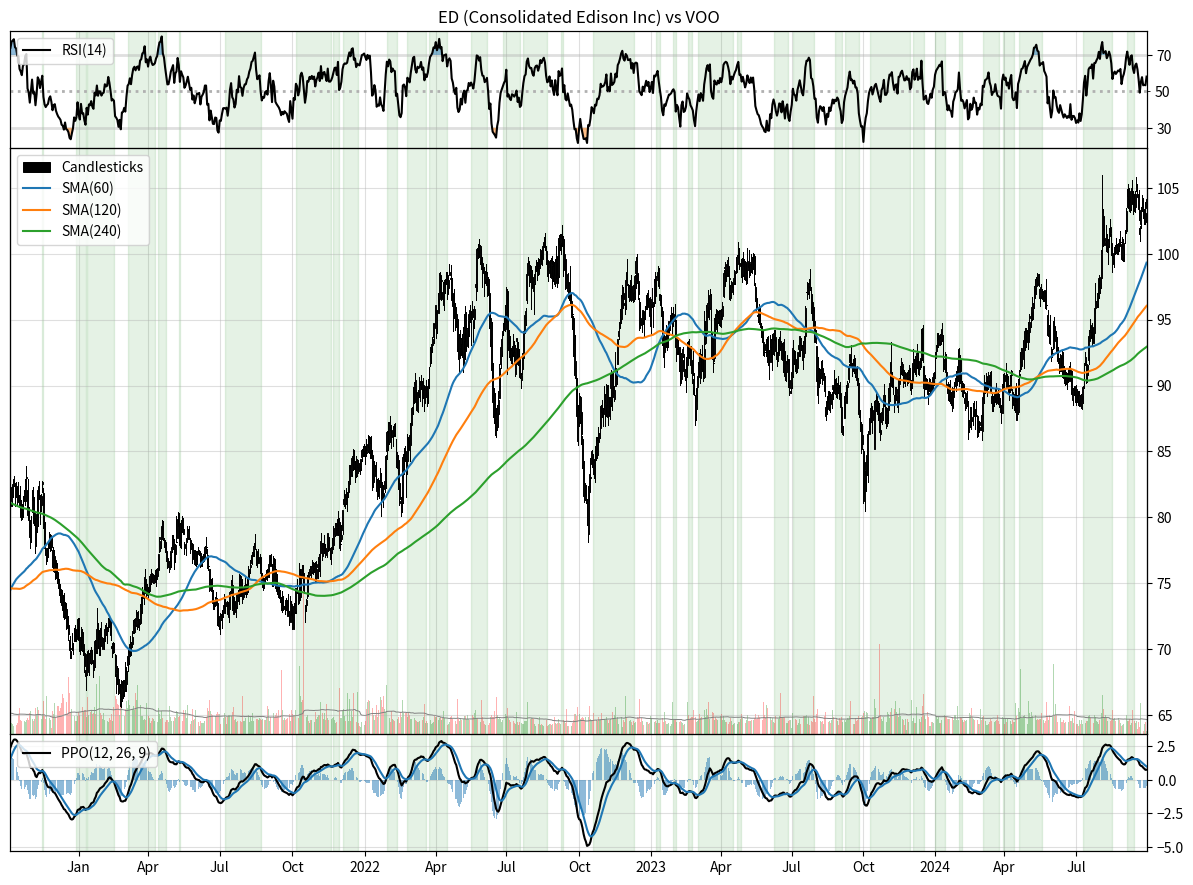 ED (Consolidated Edison Inc) vs VOO
RSI(14)
70
50
30
Candlesticks
SMA(60)
SMA(120)
SMA(240)
105
100
95
90
85
80
75
70
65
PPO(12, 26, 9)
2.5
0.0
−2.5
−5.0
Jan Apr Jul Oct 2022 Apr Jul Oct 2023 Apr Jul Oct 2024 Apr Jul